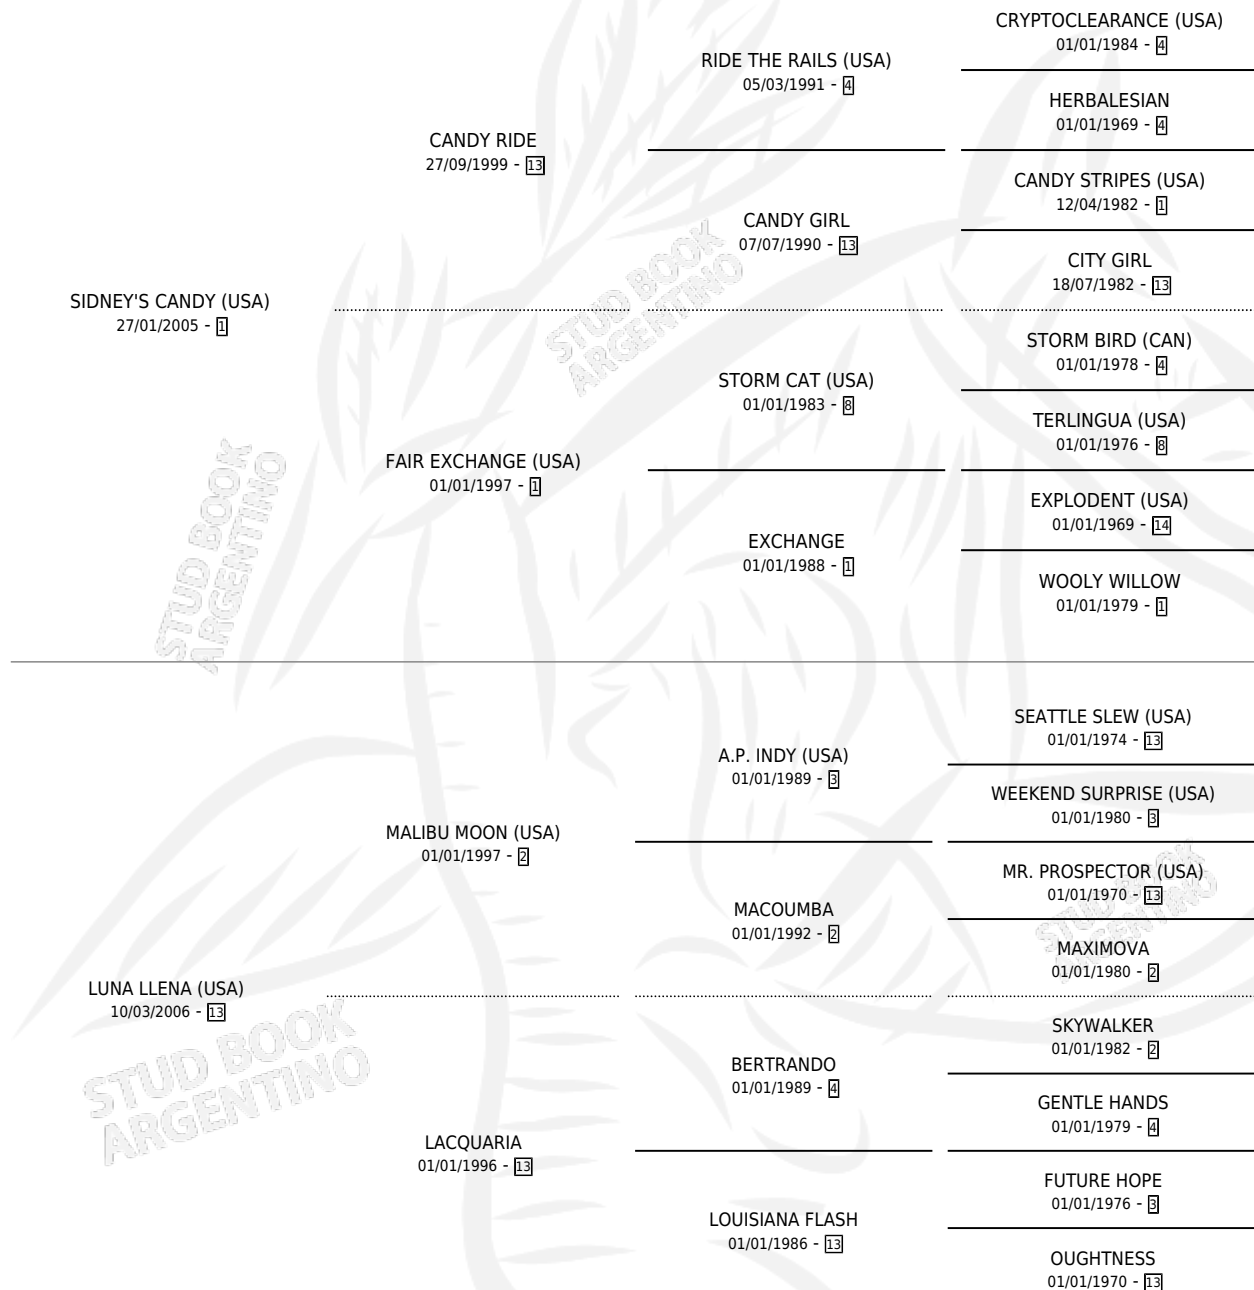 CRYPTOCLEARANCE (USA)
01/01/1984 - 4
RIDE THE RAILS (USA)
05/03/1991 - 4
HERBALESIAN
01/01/1969 - 4
CANDY RIDE
27/09/1999 - 13
CANDY STRIPES (USA)
12/04/1982 - 1
CANDY GIRL
07/07/1990 - 13
CITY GIRL
18/07/1982 - 13
SIDNEY'S CANDY (USA)
27/01/2005 - 1
STORM BIRD (CAN)
01/01/1978 - 4
STORM CAT (USA)
01/01/1983 - 8
TERLINGUA (USA)
01/01/1976 - 8
FAIR EXCHANGE (USA)
01/01/1997 - 1
EXPLODENT (USA)
01/01/1969 - 14
EXCHANGE
01/01/1988 - 1
WOOLY WILLOW
01/01/1979 - 1
SEATTLE SLEW (USA)
01/01/1974 - 13
A.P. INDY (USA)
01/01/1989 - 3
WEEKEND SURPRISE (USA)
01/01/1980 - 3
MALIBU MOON (USA)
01/01/1997 - 2
MR. PROSPECTOR (USA)
01/01/1970 - 13
MACOUMBA
01/01/1992 - 2
MAXIMOVA
01/01/1980 - 2
LUNA LLENA (USA)
10/03/2006 - 13
SKYWALKER
01/01/1982 - 2
BERTRANDO
01/01/1989 - 4
GENTLE HANDS
01/01/1979 - 4
LACQUARIA
01/01/1996 - 13
FUTURE HOPE
01/01/1976 - 3
LOUISIANA FLASH
01/01/1986 - 13
OUGHTNESS
01/01/1970 - 13
STUD BOOK
ARGENTINO
STUD BOOK
ARGENTINO
STUD BOOK
ARGENTINO
STUD BOOK
ARGENTINO